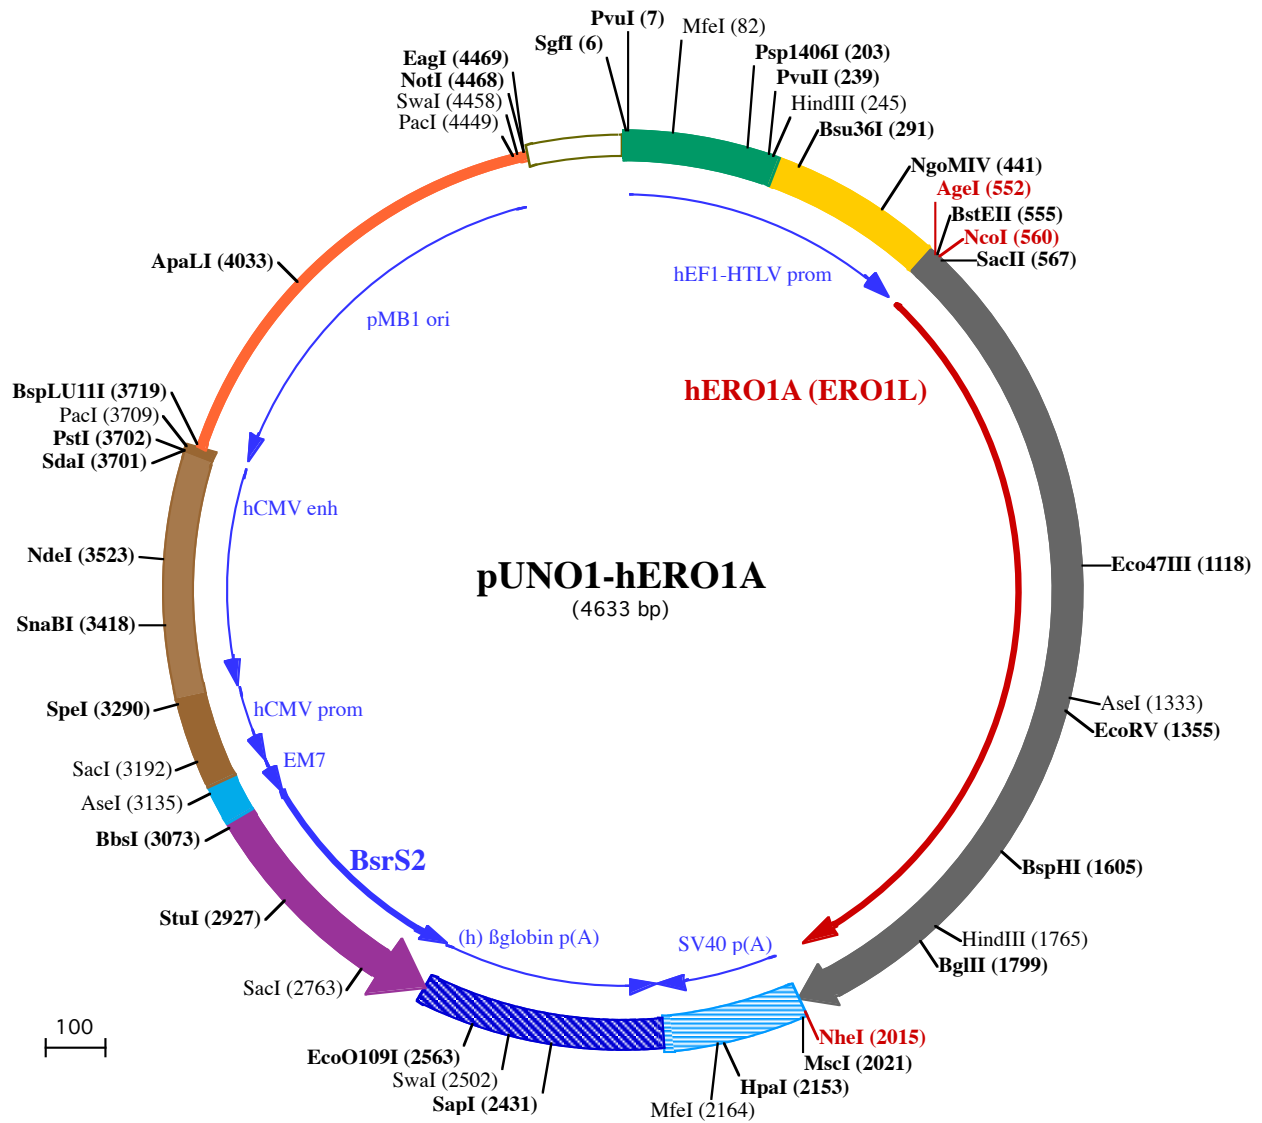 PvuI (7)
MfeI (82)
SgfI (6)
Psp1406I (203)
EagI (4469)
PvuII (239)
NotI (4468)
HindIII (245)
SwaI (4458)
PacI (4449)
Bsu36I (291)
NgoMIV (441)
AgeI (552)
BstEII (555)
NcoI (560)
SacII (567)
ApaLI (4033)
hEF1-HTLV prom
pMB1 ori
hERO1A (ERO1L)
BspLU11I (3719)
PacI (3709)
PstI (3702)
SdaI (3701)
hCMV enh
NdeI (3523)
Eco47III (1118)
pUNO1-hERO1A
(4633 bp)
SnaBI (3418)
SpeI (3290)
hCMV prom
AseI (1333)
EcoRV (1355)
EM7
SacI (3192)
AseI (3135)
BbsI (3073)
BsrS2
BspHI (1605)
StuI (2927)
(h) ßglobin p(A)
SV40 p(A)
HindIII (1765)
BglII (1799)
SacI (2763)
100
NheI (2015)
EcoO109I (2563)
MscI (2021)
SwaI (2502)
HpaI (2153)
SapI (2431)
MfeI (2164)